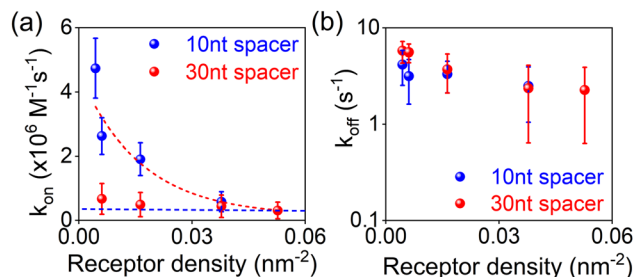 (a)
6
4
2
0
k_on (x10⁶ M⁻¹s⁻¹)
10nt spacer
30nt spacer
0.00 0.03 0.06
Receptor density (nm⁻²)
(b)
10
1
0.1
k_off (s⁻¹)
10nt spacer
30nt spacer
0.00 0.03 0.06
Receptor density (nm⁻²)